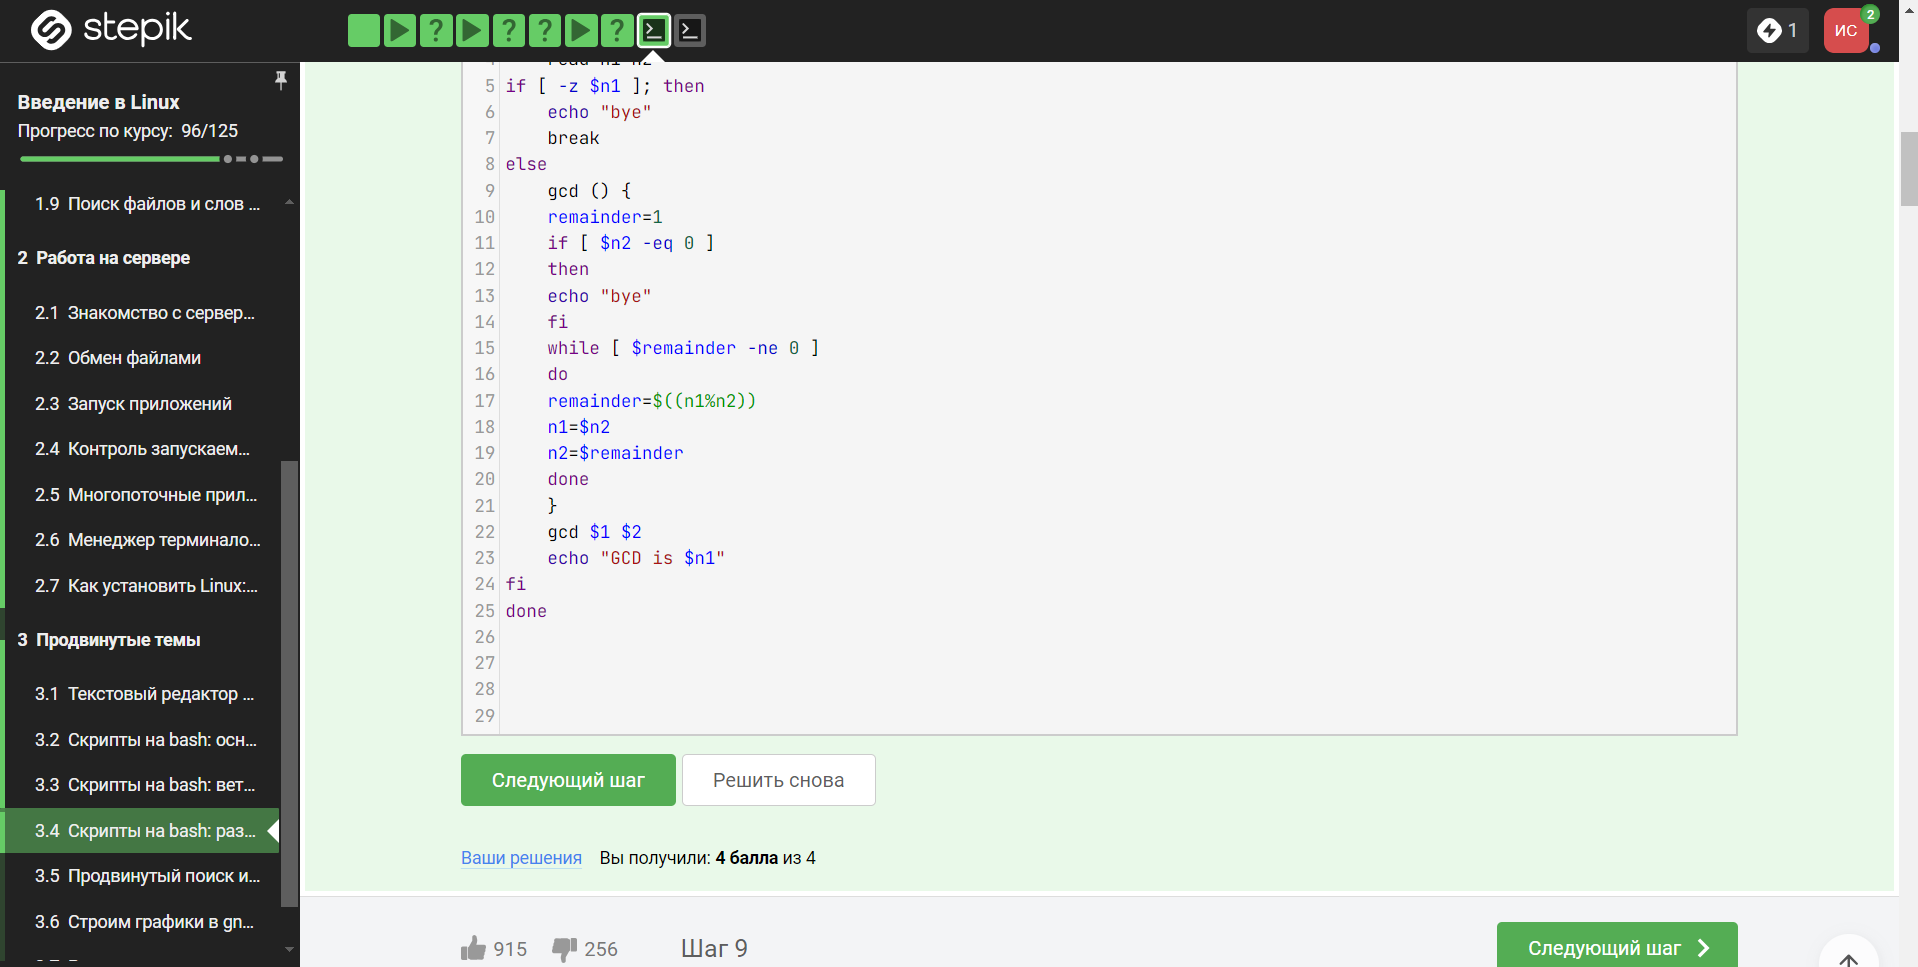 stepik
? ? ? ?
1
ИС
2
Введение в Linux
Прогресс по курсу: 96/125
1.9 Поиск файлов и слов ...
2 Работа на сервере
2.1 Знакомство с сервер...
2.2 Обмен файлами
2.3 Запуск приложений
2.4 Контроль запускаем...
2.5 Многопоточные прил...
2.6 Менеджер терминало...
2.7 Как установить Linux:...
3 Продвинутые темы
3.1 Текстовый редактор ...
3.2 Скрипты на bash: осн...
3.3 Скрипты на bash: вет...
3.4 Скрипты на bash: раз...
3.5 Продвинутый поиск и...
3.6 Строим графики в gn...
4 read n1 n2
5 if [ -z $n1 ]; then
6 echo "bye"
7 break
8 else
9 gcd () {
10 remainder=1
11 if [ $n2 -eq 0 ]
12 then
13 echo "bye"
14 fi
15 while [ $remainder -ne 0 ]
16 do
17 remainder=$((n1%n2))
18 n1=$n2
19 n2=$remainder
20 done
21 }
22 gcd $1 $2
23 echo "GCD is $n1"
24 fi
25 done
26
27
28
29
Следующий шаг
Решить снова
Ваши решения Вы получили: 4 балла из 4
915 256 Шаг 9
Следующий шаг